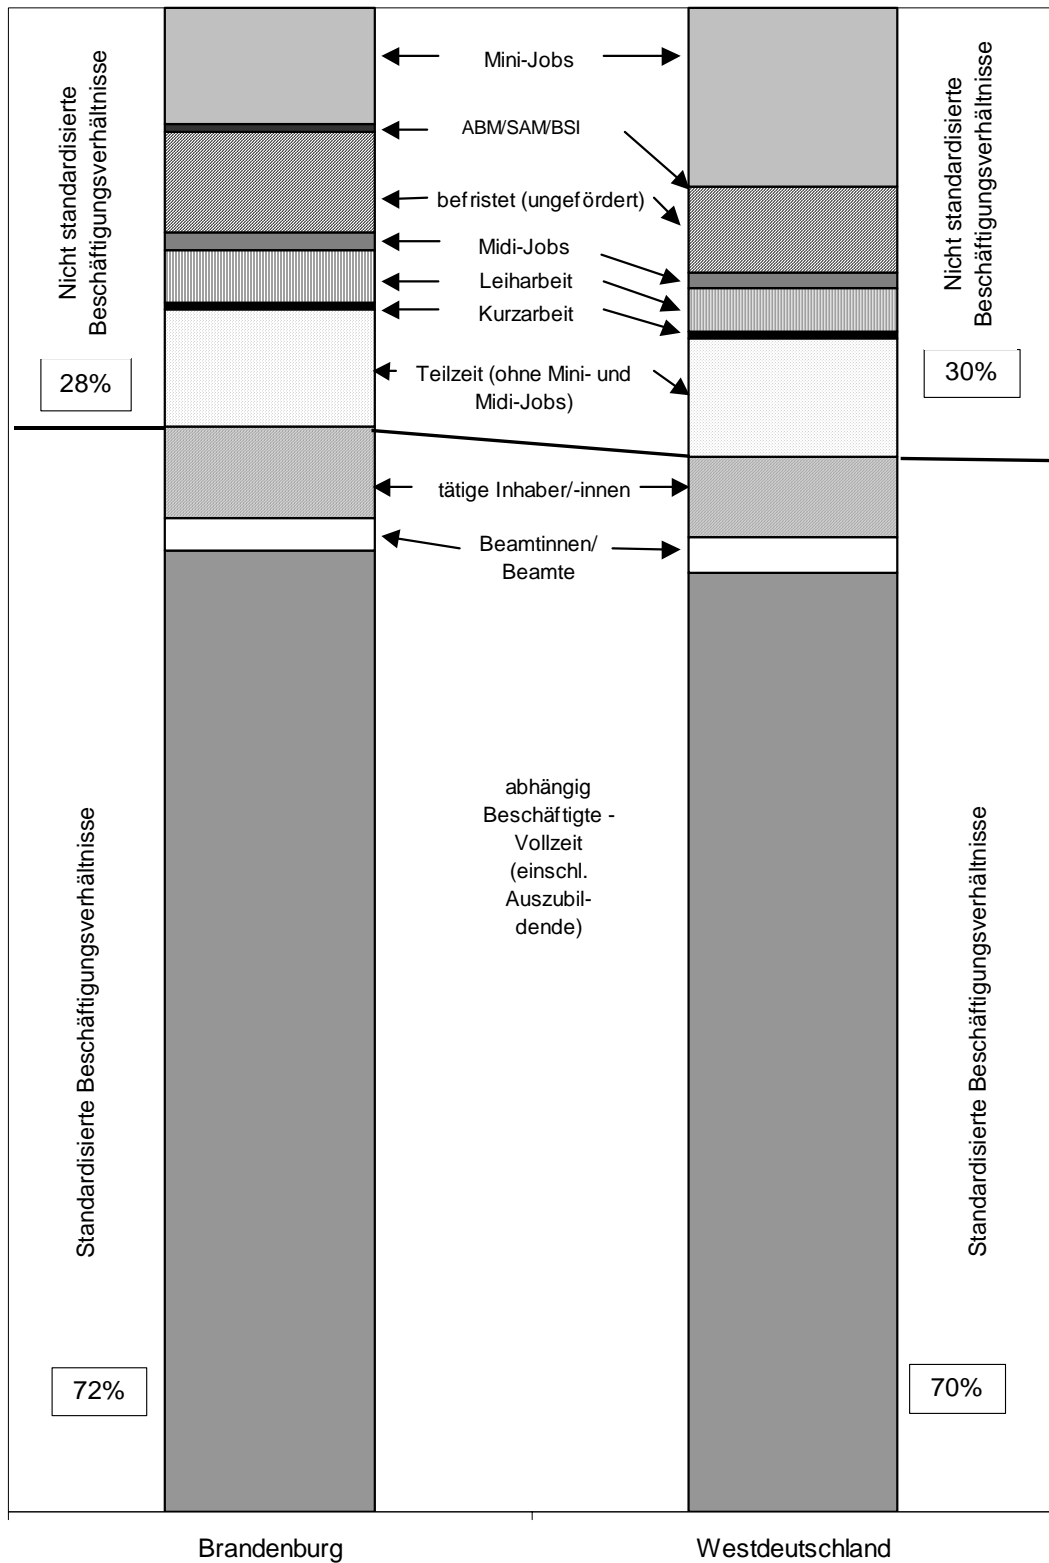 Nicht standardisierte
Beschäftigungsverhältnisse
28%
Standardisierte Beschäftigungsverhältnisse
72%
Mini-Jobs
ABM/SAM/BSI
befristet (ungefördert)
Midi-Jobs
Leiharbeit
Kurzarbeit
Teilzeit (ohne Mini- und
Midi-Jobs)
tätige Inhaber/-innen
Beamtinnen/
Beamte
abhängig
Beschäftigte -
Vollzeit
(einschl.
Auszubil-
dende)
Nicht standardisierte
Beschäftigungsverhältnisse
30%
Standardisierte Beschäftigungsverhältnisse
70%
Brandenburg
Westdeutschland